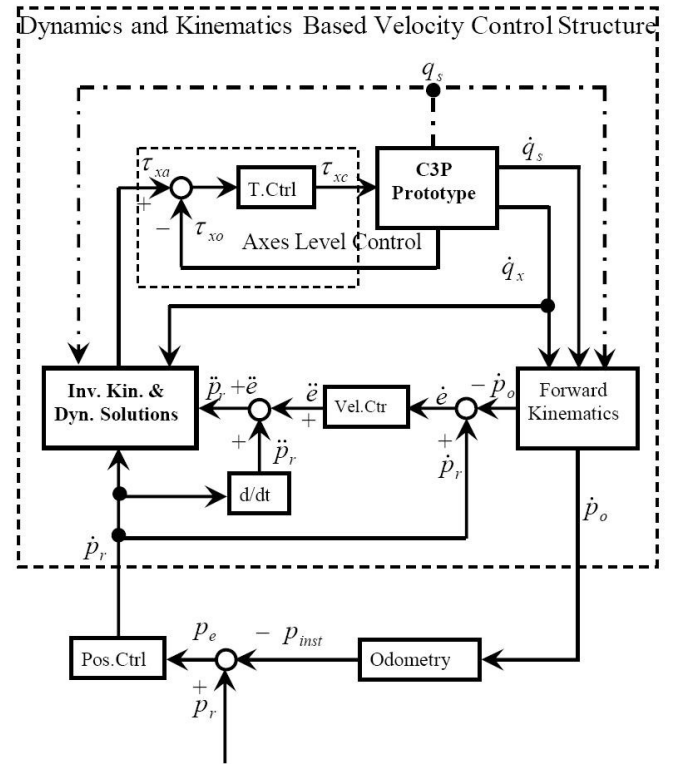 Dynamics and Kinematics Based Velocity Control Structure
q_s
τ_xa
+
−
τ_xo
T.Ctrl
τ_xc
C3P
Prototype
q̇_s
Axes Level Control
q̇_x
Inv. Kin. &
Dyn. Solutions
p̈_r + ë
ë
+
Vel.Ctr
ė
− ṗ_o
Forward
Kinematics
+
p̈_r
+
ṗ_r
d/dt
ṗ_o
ṗ_r
Pos.Ctrl
p_e
− p_inst
Odometry
+
p_r